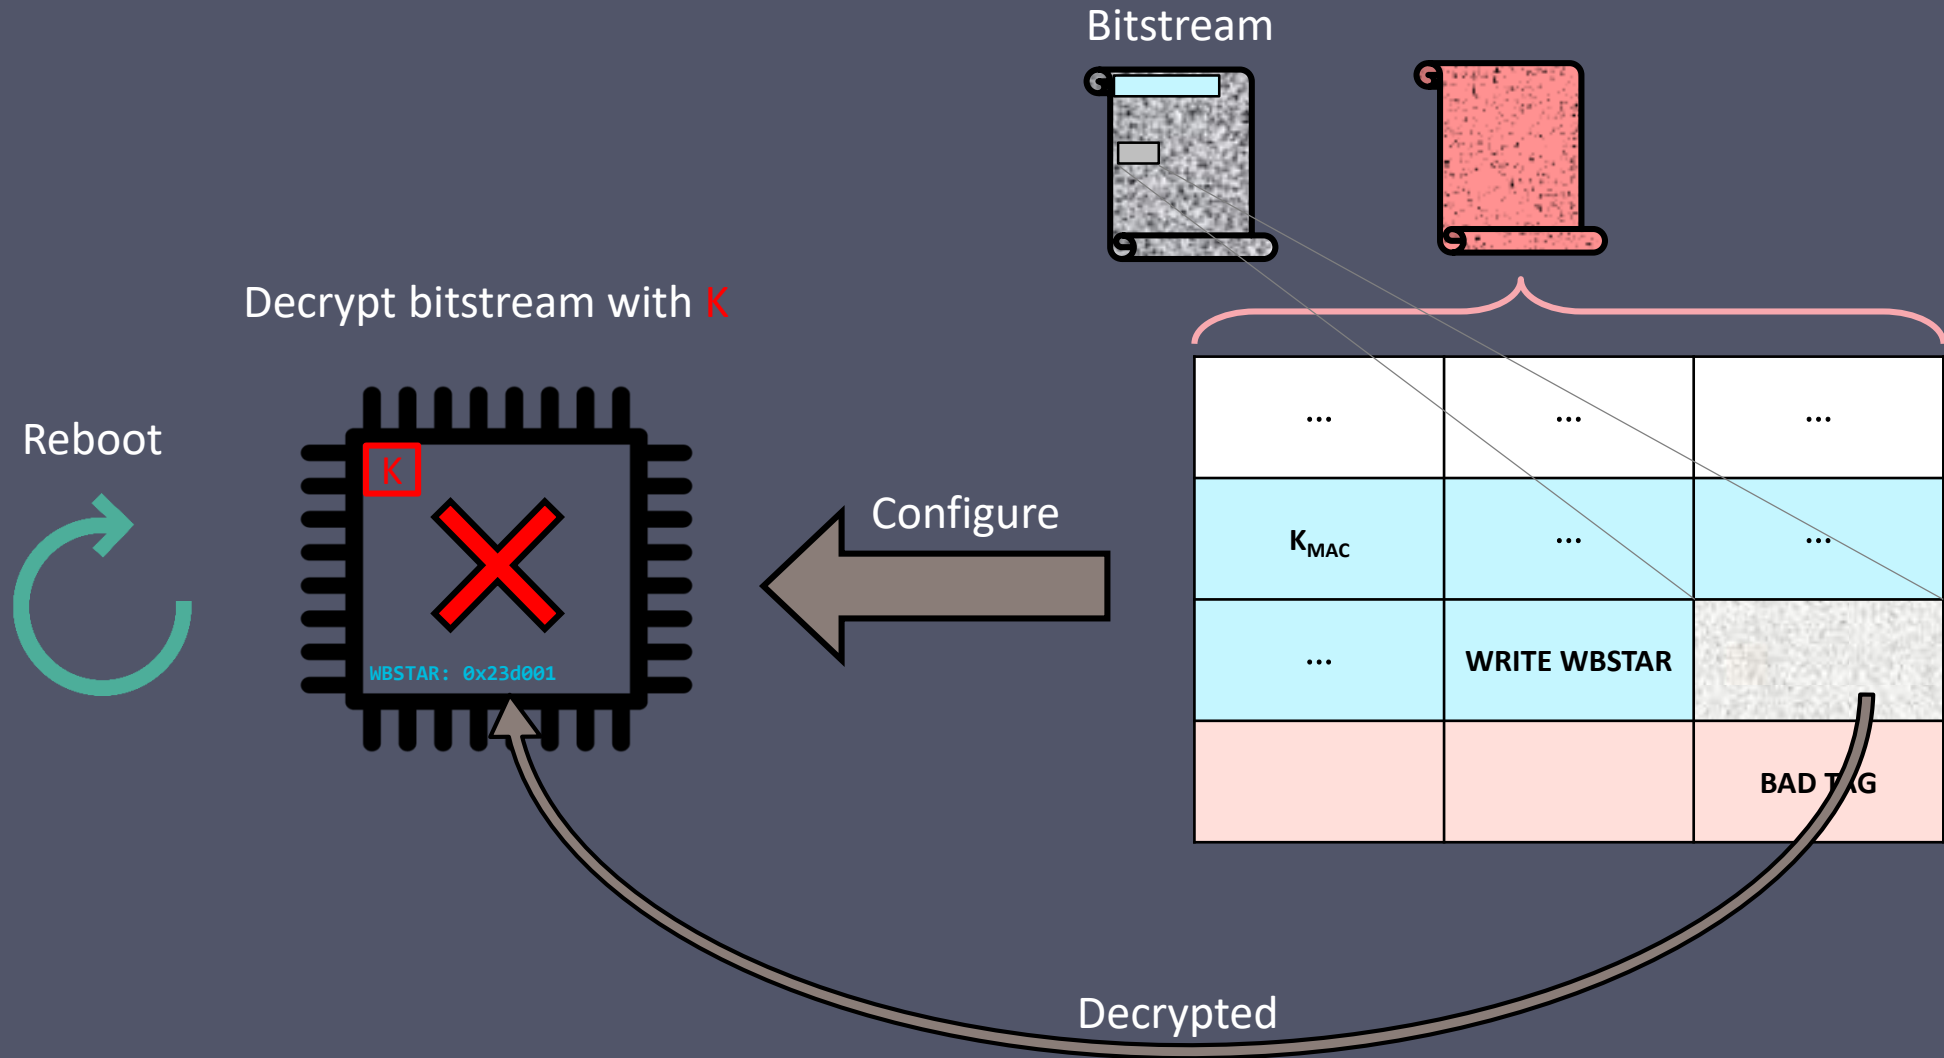 Bitstream
Decrypt bitstream with K
Reboot
K
WBSTAR: 0x23d001
Configure
... ... ...
KMAC ... ...
... WRITE WBSTAR
BAD TAG
Decrypted